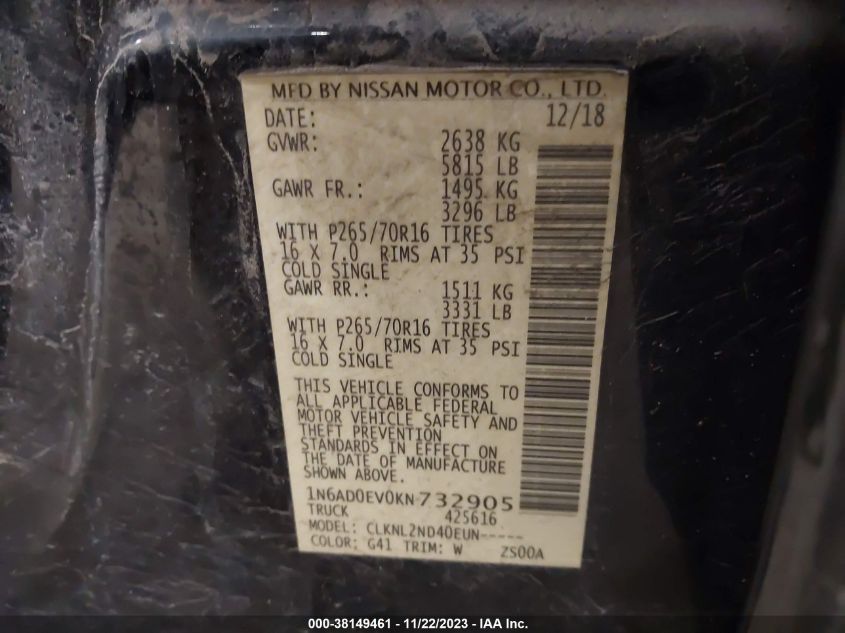 MFD BY NISSAN MOTOR CO., LTD.
DATE: 12/18
GVWR: 2638 KG
5815 LB
GAWR FR.: 1495 KG
3296 LB
WITH P265/70R16 TIRES
16 X 7.0 RIMS AT 35 PSI
COLD SINGLE
GAWR RR.: 1511 KG
3331 LB
WITH P265/70R16 TIRES
16 X 7.0 RIMS AT 35 PSI
COLD SINGLE
THIS VEHICLE CONFORMS TO
ALL APPLICABLE FEDERAL
MOTOR VEHICLE SAFETY AND
THEFT PREVENTION
STANDARDS IN EFFECT ON
THE DATE OF MANUFACTURE
SHOWN ABOVE.
1N6AD0EV0KN732905
TRUCK 425616
MODEL: CLKNL2ND40EUN-----
COLOR: G41 TRIM: W ZS00A
000-38149461 - 11/22/2023 - IAA Inc.